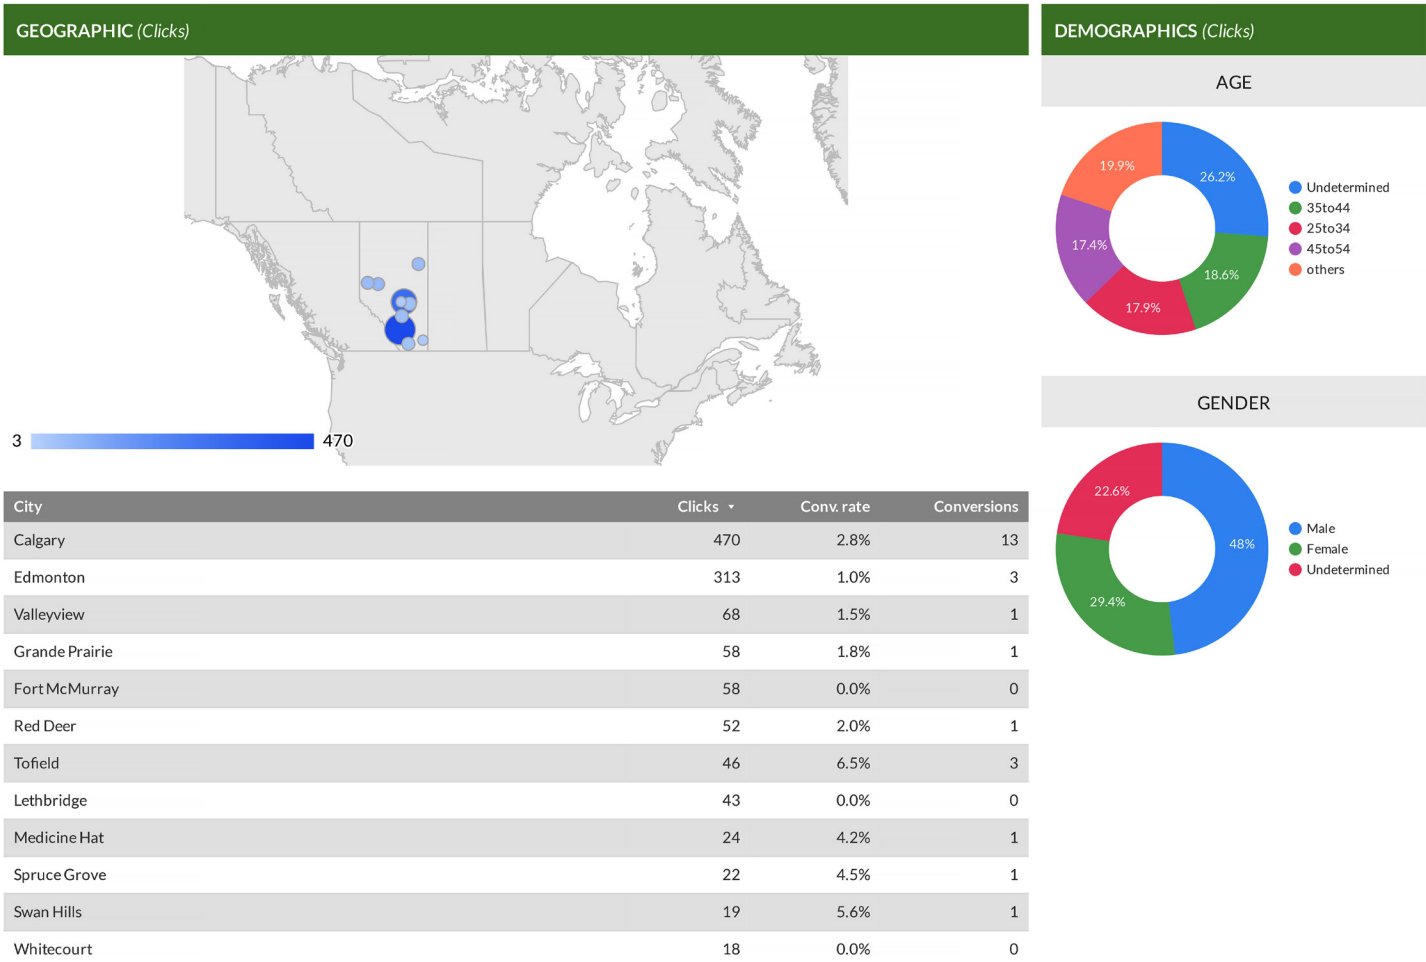 GEOGRAPHIC (Clicks)
3
470
City Clicks Conv. rate Conversions
Calgary 470 2.8% 13
Edmonton 313 1.0% 3
Valleyview 68 1.5% 1
Grande Prairie 58 1.8% 1
Fort McMurray 58 0.0% 0
Red Deer 52 2.0% 1
Tofield 46 6.5% 3
Lethbridge 43 0.0% 0
Medicine Hat 24 4.2% 1
Spruce Grove 22 4.5% 1
Swan Hills 19 5.6% 1
Whitecourt 18 0.0% 0
DEMOGRAPHICS (Clicks)
AGE
19.9%
26.2%
17.4%
18.6%
17.9%
Undetermined
35to44
25to34
45to54
others
GENDER
22.6%
48%
29.4%
Male
Female
Undetermined